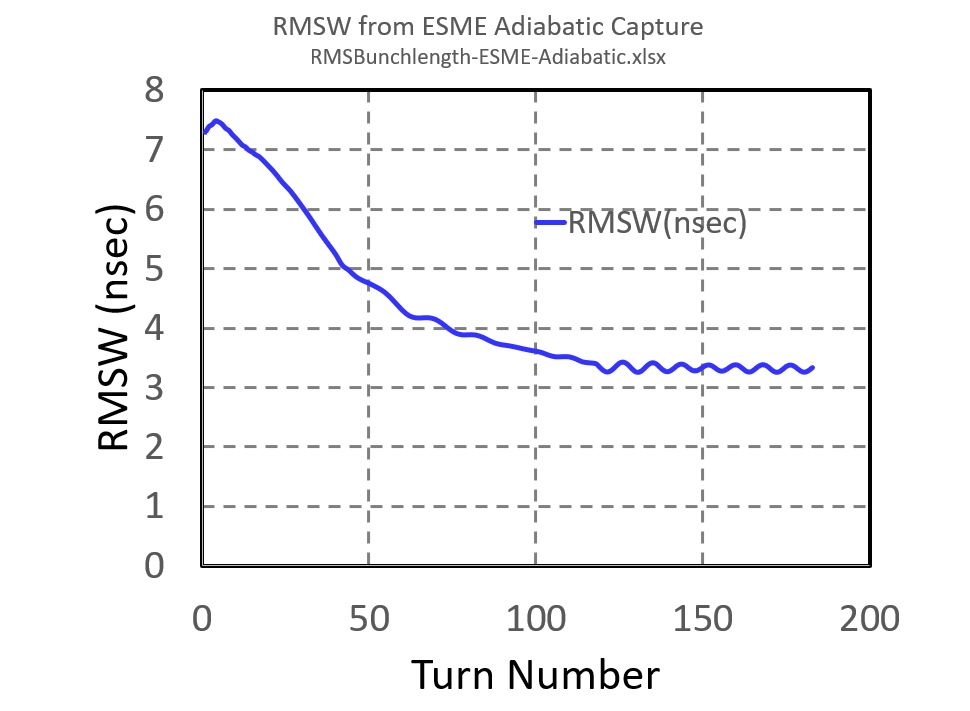 RMSW from ESME Adiabatic Capture
RMSBunchlength-ESME-Adiabatic.xlsx
8
7
6
5
4
3
2
1
0
RMSW (nsec)
RMSW(nsec)
0 50 100 150 200
Turn Number